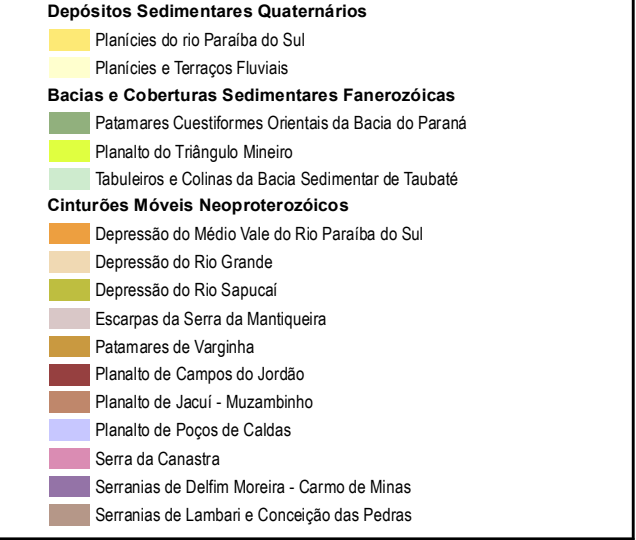 Depósitos Sedimentares Quaternários
Planícies do rio Paraíba do Sul
Planícies e Terraços Fluviais
Bacias e Coberturas Sedimentares Fanerozóicas
Patamares Cuestiformes Orientais da Bacia do Paraná
Planalto do Triângulo Mineiro
Tabuleiros e Colinas da Bacia Sedimentar de Taubaté
Cinturões Móveis Neoproterozóicos
Depressão do Médio Vale do Rio Paraíba do Sul
Depressão do Rio Grande
Depressão do Rio Sapucaí
Escarpas da Serra da Mantiqueira
Patamares de Varginha
Planalto de Campos do Jordão
Planalto de Jacuí - Muzambinho
Planalto de Poços de Caldas
Serra da Canastra
Serranias de Delfim Moreira - Carmo de Minas
Serranias de Lambari e Conceição das Pedras